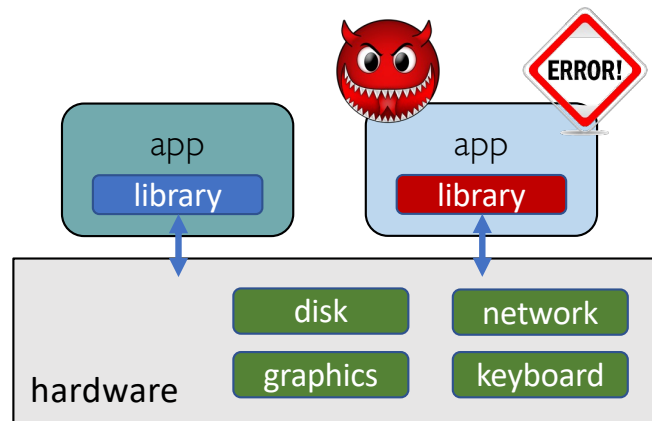 ERROR!
app
app
library
library
disk
network
graphics
keyboard
hardware